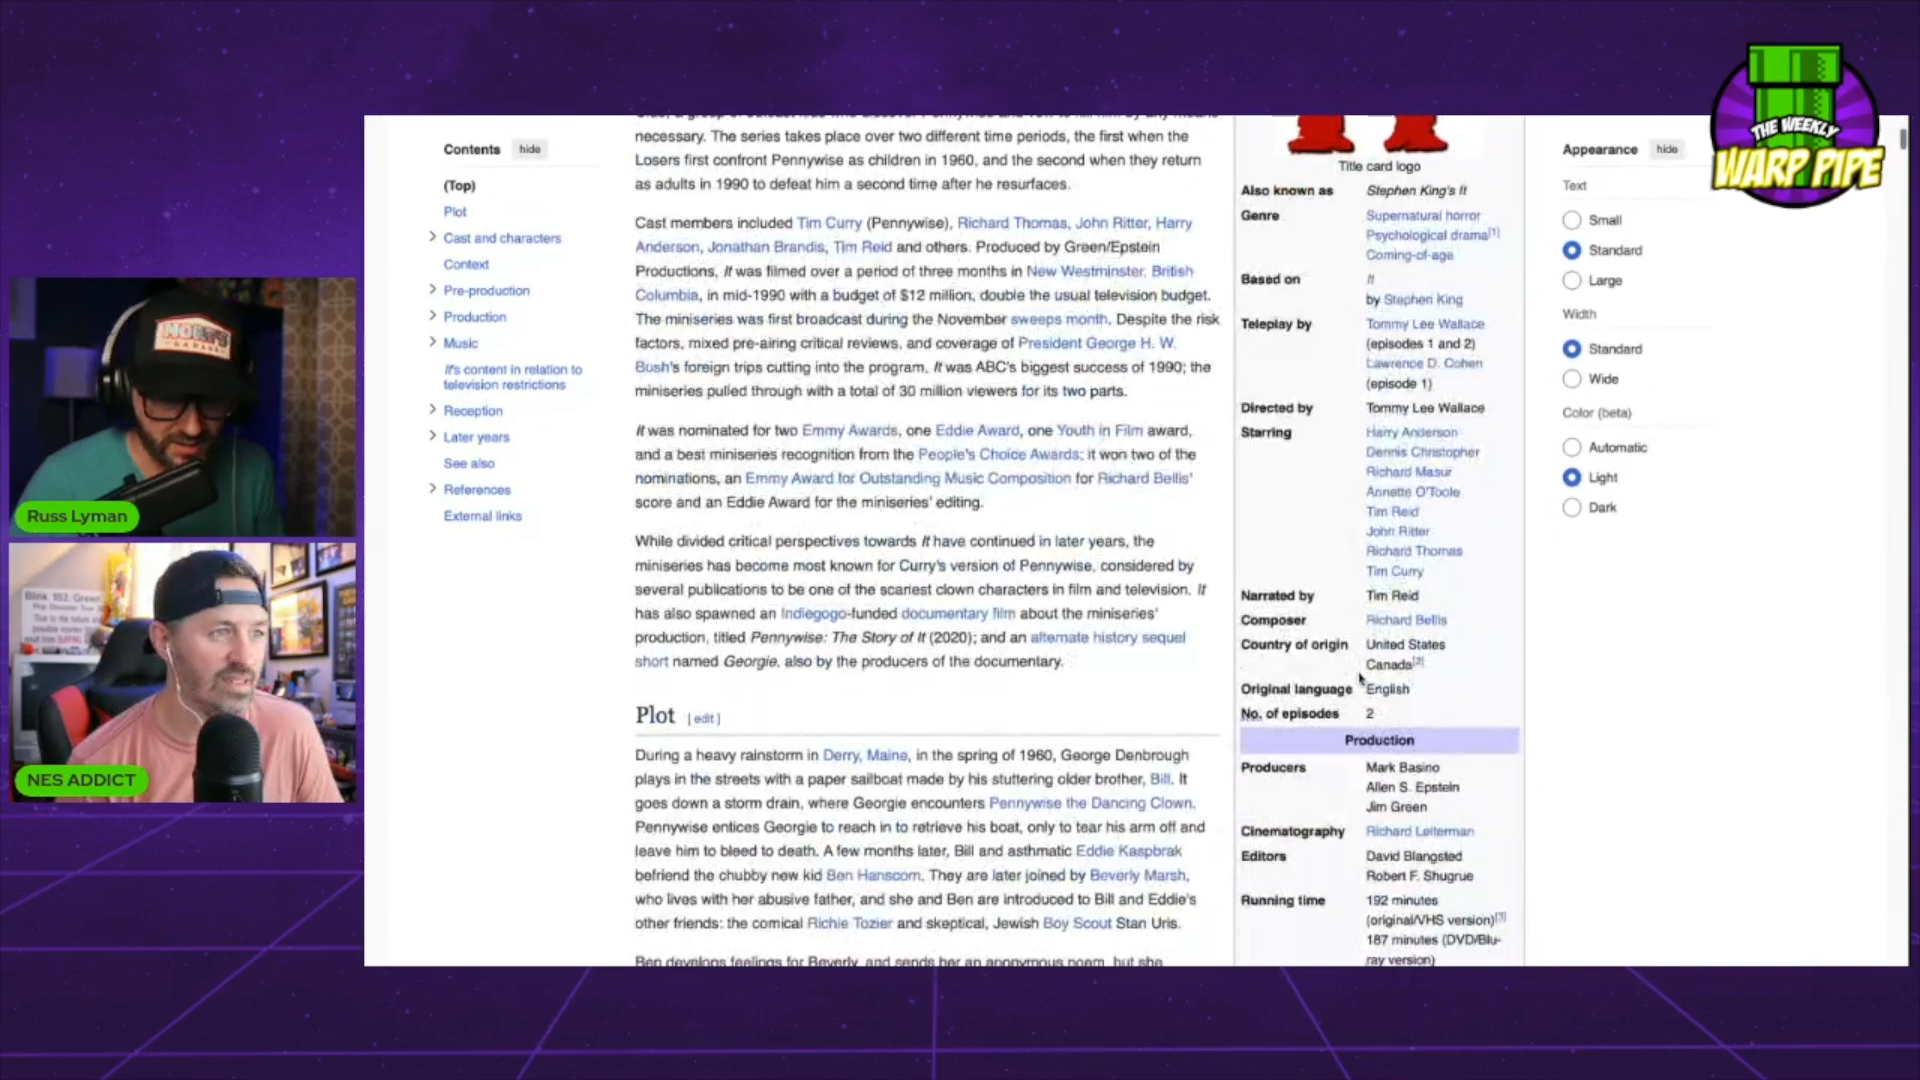 THE WEEKLY
WARP PIPE
Contents hide
(Top)
Plot
Cast and characters
Context
Pre-production
Production
Music
It's content in relation to
television restrictions
Reception
Later years
See also
References
External links
necessary. The series takes place over two different time periods, the first when the
Losers first confront Pennywise as children in 1960, and the second when they return
as adults in 1990 to defeat him a second time after he resurfaces.
Cast members included Tim Curry (Pennywise), Richard Thomas, John Ritter, Harry
Anderson, Jonathan Brandis, Tim Reid and others. Produced by Green/Epstein
Productions, It was filmed over a period of three months in New Westminster, British
Columbia, in mid-1990 with a budget of $12 million, double the usual television budget.
The miniseries was first broadcast during the November sweeps month. Despite the risk
factors, mixed pre-airing critical reviews, and coverage of President George H. W.
Bush's foreign trips cutting into the program, It was ABC's biggest success of 1990; the
miniseries pulled through with a total of 30 million viewers for its two parts.
It was nominated for two Emmy Awards, one Eddie Award, one Youth in Film award,
and a best miniseries recognition from the People's Choice Awards; it won two of the
nominations, an Emmy Award for Outstanding Music Composition for Richard Bellis'
score and an Eddie Award for the miniseries' editing.
While divided critical perspectives towards It have continued in later years, the
miniseries has become most known for Curry's version of Pennywise, considered by
several publications to be one of the scariest clown characters in film and television. It
has also spawned an Indiegogo-funded documentary film about the miniseries'
production, titled Pennywise: The Story of It (2020); and an alternate history sequel
short named Georgie, also by the producers of the documentary.
Plot [ edit ]
During a heavy rainstorm in Derry, Maine, in the spring of 1960, George Denbrough
plays in the streets with a paper sailboat made by his stuttering older brother, Bill. It
goes down a storm drain, where Georgie encounters Pennywise the Dancing Clown.
Pennywise entices Georgie to reach in to retrieve his boat, only to tear his arm off and
leave him to bleed to death. A few months later, Bill and asthmatic Eddie Kaspbrak
befriend the chubby new kid Ben Hanscom. They are later joined by Beverly Marsh,
who lives with her abusive father, and she and Ben are introduced to Bill and Eddie's
other friends: the comical Richie Tozier and skeptical, Jewish Boy Scout Stan Uris.
Ben develops feelings for Beverly, and sends her an anonymous poem, but she
Title card logo
Also known as Stephen King's It
Genre Supernatural horror
Psychological drama[1]
Coming-of-age
Based on It
by Stephen King
Teleplay by Tommy Lee Wallace
(episodes 1 and 2)
Lawrence D. Cohen
(episode 1)
Directed by Tommy Lee Wallace
Starring Harry Anderson
Dennis Christopher
Richard Masur
Annette O'Toole
Tim Reid
John Ritter
Richard Thomas
Tim Curry
Narrated by Tim Reid
Composer Richard Bellis
Country of origin United States
Canada[2]
Original language English
No. of episodes 2
Production
Producers Mark Basino
Allen S. Epstein
Jim Green
Cinematography Richard Leiterman
Editors David Blangsted
Robert F. Shugrue
Running time 192 minutes
(original/VHS version)[3]
187 minutes (DVD/Blu-
ray version)
Appearance hide
Text
Small
Standard
Large
Width
Standard
Wide
Color (beta)
Automatic
Light
Dark
Russ Lyman
Blink 182: Green
NES ADDICT